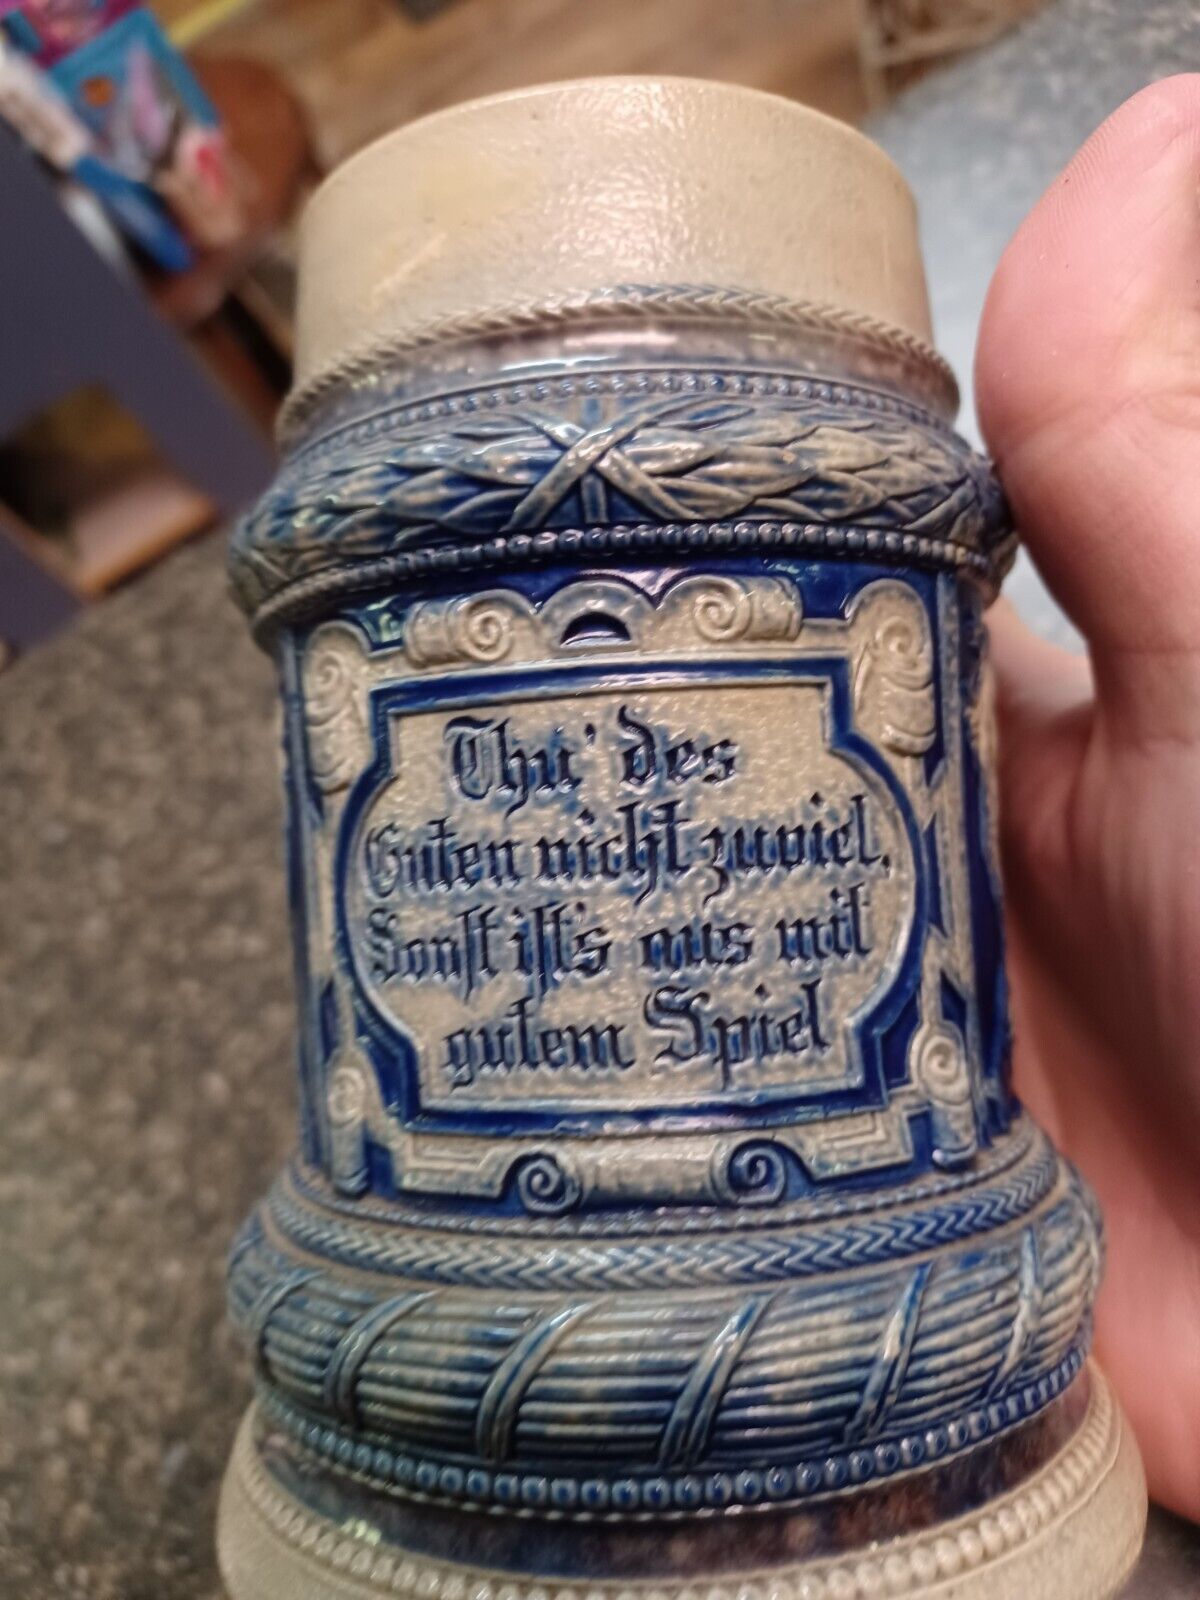 Thu' des
Guten nicht zuviel,
Sonst ist's aus mit
gutem Spiel